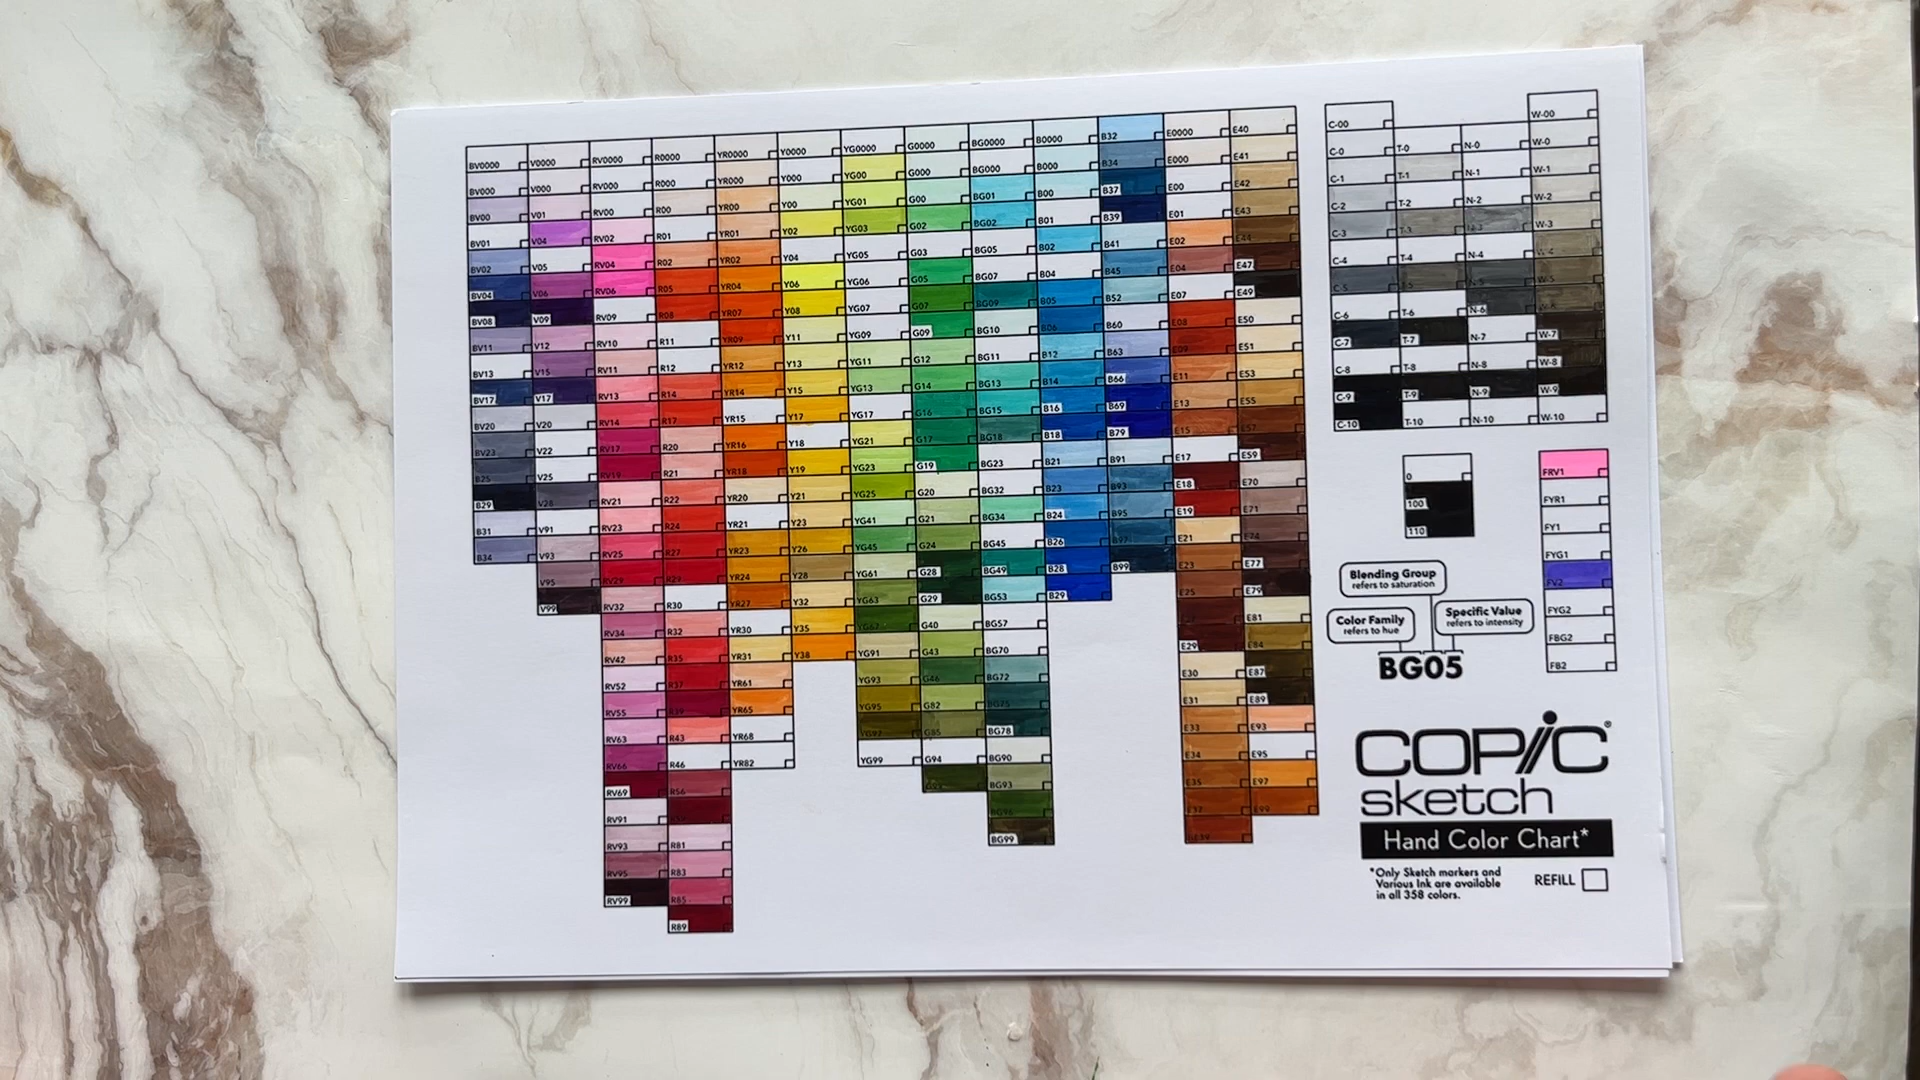 BV0000
BV000
BV00
BV01
BV02
BV04
BV08
BV11
BV13
BV17
BV20
BV23
B25
B29
B31
B34
V0000
V000
V01
V04
V05
V06
V09
V12
V15
V17
V20
V22
V25
V28
V91
V93
V95
V99
RV0000
RV000
RV00
RV02
RV04
RV06
RV09
RV10
RV11
RV13
RV14
RV17
RV19
RV21
RV23
RV25
RV29
RV32
RV34
RV42
RV52
RV55
RV63
RV66
RV69
RV91
RV93
RV95
RV99
R0000
R000
R00
R01
R02
R05
R08
R11
R12
R14
R17
R20
R21
R22
R24
R27
R29
R30
R32
R35
R37
R39
R43
R46
R56
R59
R81
R83
R85
R89
YR0000
YR000
YR00
YR01
YR02
YR04
YR07
YR09
YR12
YR14
YR15
YR16
YR18
YR20
YR21
YR23
YR24
YR27
YR30
YR31
YR61
YR65
YR68
YR82
Y0000
Y000
Y00
Y02
Y04
Y06
Y08
Y11
Y13
Y15
Y17
Y18
Y19
Y21
Y23
Y26
Y28
Y32
Y35
Y38
YG0000
YG00
YG01
YG03
YG05
YG06
YG07
YG09
YG11
YG13
YG17
YG21
YG23
YG25
YG41
YG45
YG61
YG63
YG67
YG91
YG93
YG95
YG97
YG99
G0000
G000
G00
G02
G03
G05
G07
G09
G12
G14
G16
G17
G19
G20
G21
G24
G28
G29
G40
G43
G46
G82
G85
G94
BG0000
BG000
BG01
BG02
BG05
BG07
BG09
BG10
BG11
BG13
BG15
BG18
BG23
BG32
BG34
BG45
BG49
BG53
BG57
BG70
BG72
BG75
BG78
BG90
BG93
BG96
BG99
B0000
B000
B00
B01
B02
B04
B05
B06
B12
B14
B16
B18
B21
B23
B24
B26
B28
B29
B32
B34
B37
B39
B41
B45
B52
B60
B63
B66
B69
B79
B91
B93
B95
B97
B99
E0000
E000
E00
E01
E02
E04
E07
E08
E09
E11
E13
E15
E17
E18
E19
E21
E23
E25
E29
E30
E31
E33
E34
E35
E37
E39
E40
E41
E42
E43
E44
E47
E49
E50
E51
E53
E55
E57
E59
E70
E71
E74
E77
E79
E81
E84
E87
E89
E93
E95
E97
E99
C-00
C-0
C-1
C-2
C-3
C-4
C-5
C-6
C-7
C-8
C-9
C-10
T-0
T-1
T-2
T-3
T-4
T-5
T-6
T-7
T-8
T-9
T-10
N-0
N-1
N-2
N-3
N-4
N-6
N-7
N-8
N-9
N-10
W-00
W-0
W-1
W-2
W-3
W-4
W-5
W-6
W-7
W-8
W-9
W-10
0
100
110
FRV1
FYR1
FY1
FYG1
FV2
FYG2
FBG2
FB2
Blending Group
refers to saturation
Color Family
refers to hue
Specific Value
refers to intensity
BG05
COPiC®
sketch
Hand Color Chart*
*Only Sketch markers and
Various Ink are available
in all 358 colors.
REFILL